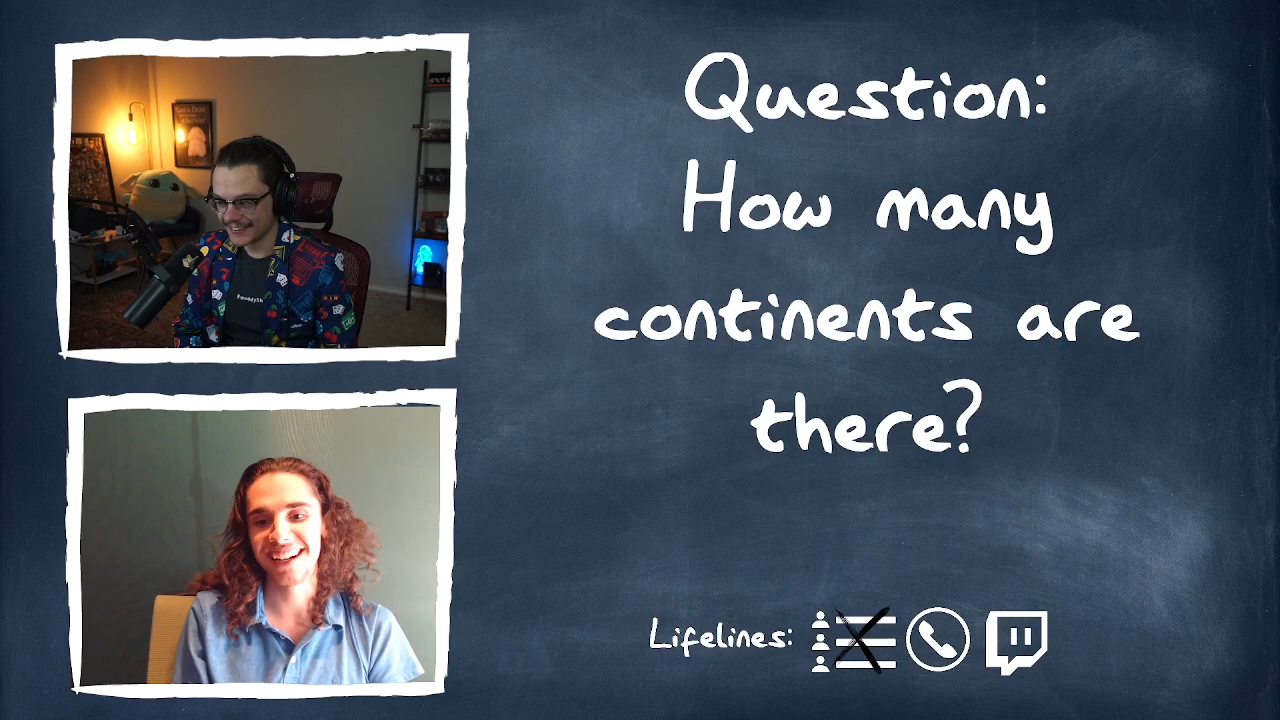 Question:
How many
continents are
there?
Lifelines: